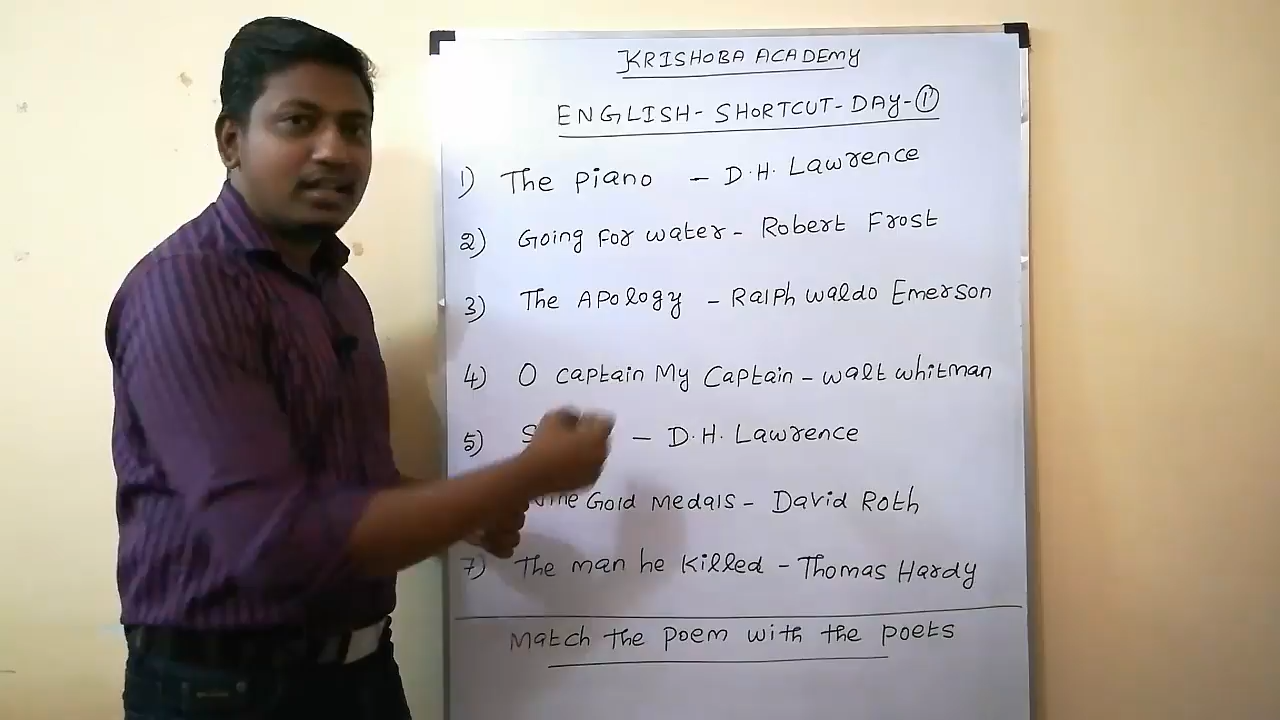 KRISHOBA ACADEMY
ENGLISH - SHORTCUT - DAY - 1
1) The Piano - D.H. Lawrence
2) Going For water - Robert Frost
3) The Apology - Ralph Waldo Emerson
4) O Captain My Captain - Walt Whitman
5) - D.H. Lawrence
Gold Medals - David Roth
7) The man he Killed - Thomas Hardy
Match the poem with the poets